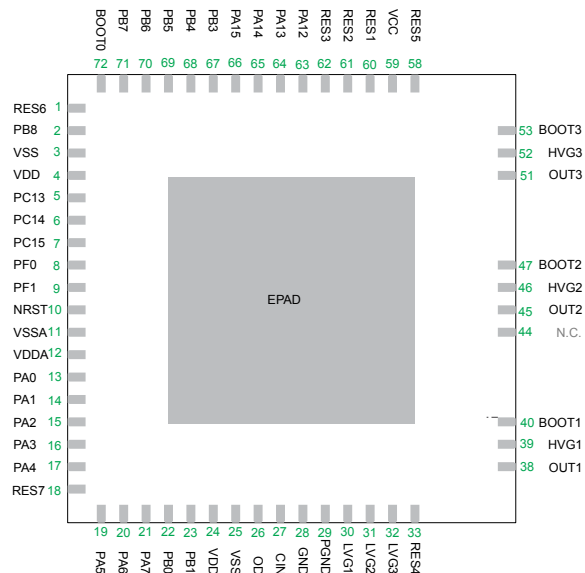 BOOT0 PB7 PB6 PB5 PB4 PB3 PA15 PA14 PA13 PA12 RES3 RES2 RES1 VCC RES5
72 71 70 69 68 67 66 65 64 63 62 61 60 59 58
RES6 1
PB8 2
VSS 3
VDD 4
PC13 5
PC14 6
PC15 7
PF0 8
PF1 9
NRST 10
VSSA 11
VDDA 12
PA0 13
PA1 14
PA2 15
PA3 16
PA4 17
RES7 18
EPAD
53 BOOT3
52 HVG3
51 OUT3
47 BOOT2
46 HVG2
45 OUT2
44 N.C.
40 BOOT1
39 HVG1
38 OUT1
19 20 21 22 23 24 25 26 27 28 29 30 31 32 33
PA5 PA6 PA7 PB0 PB1 VDD VSS OD CIN GND PGND LVG1 LVG2 LVG3 RES4